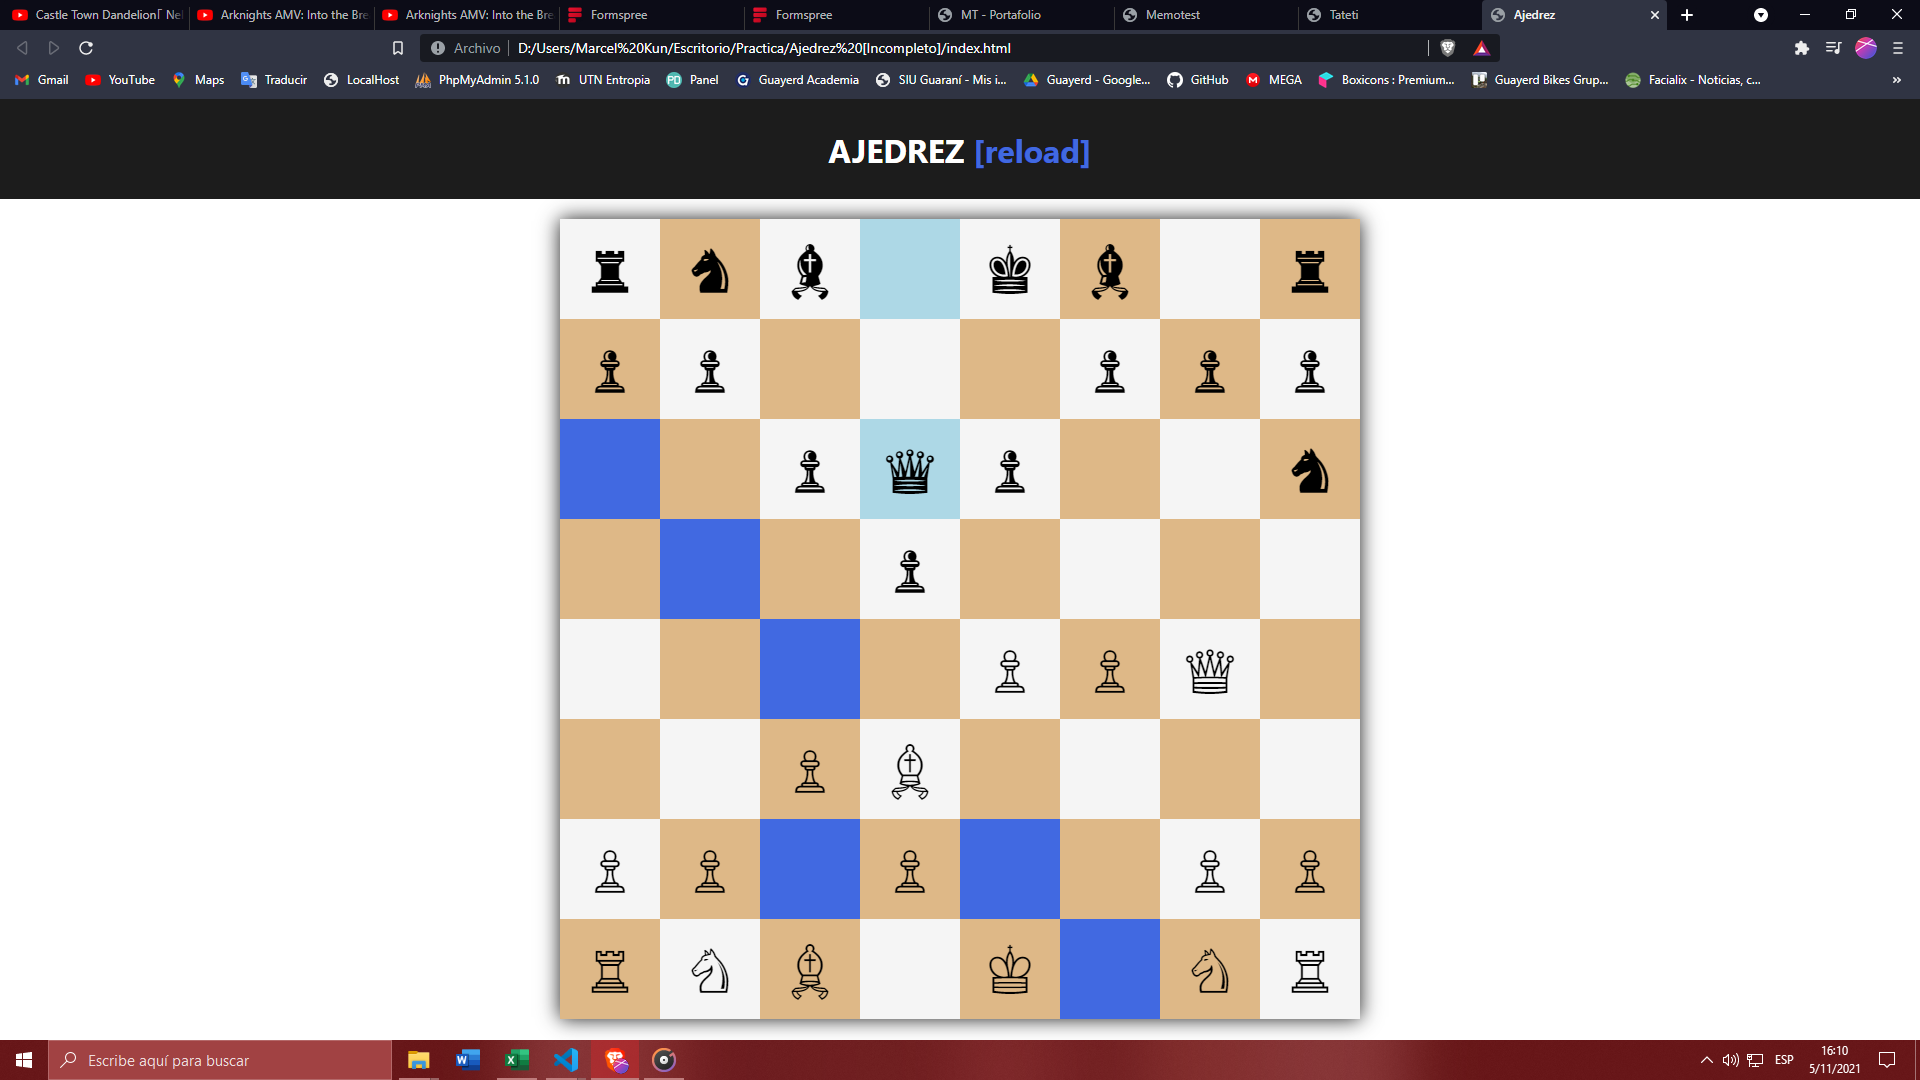 Castle Town Dandelion「 Ne
Arknights AMV: Into the Bre
Arknights AMV: Into the Bre
Formspree
Formspree
MT - Portafolio
Memotest
Tateti
Ajedrez
Archivo
D:/Users/Marcel%20Kun/Escritorio/Practica/Ajedrez%20[Incompleto]/index.html
Gmail
YouTube
Maps
Traducir
LocalHost
PhpMyAdmin 5.1.0
UTN Entropia
Panel
Guayerd Academia
SIU Guaraní - Mis i...
Guayerd - Google...
GitHub
MEGA
Boxicons : Premium...
Guayerd Bikes Grup...
Facialix - Noticias, c...
AJEDREZ [reload]
Escribe aquí para buscar
ESP
16:10
5/11/2021